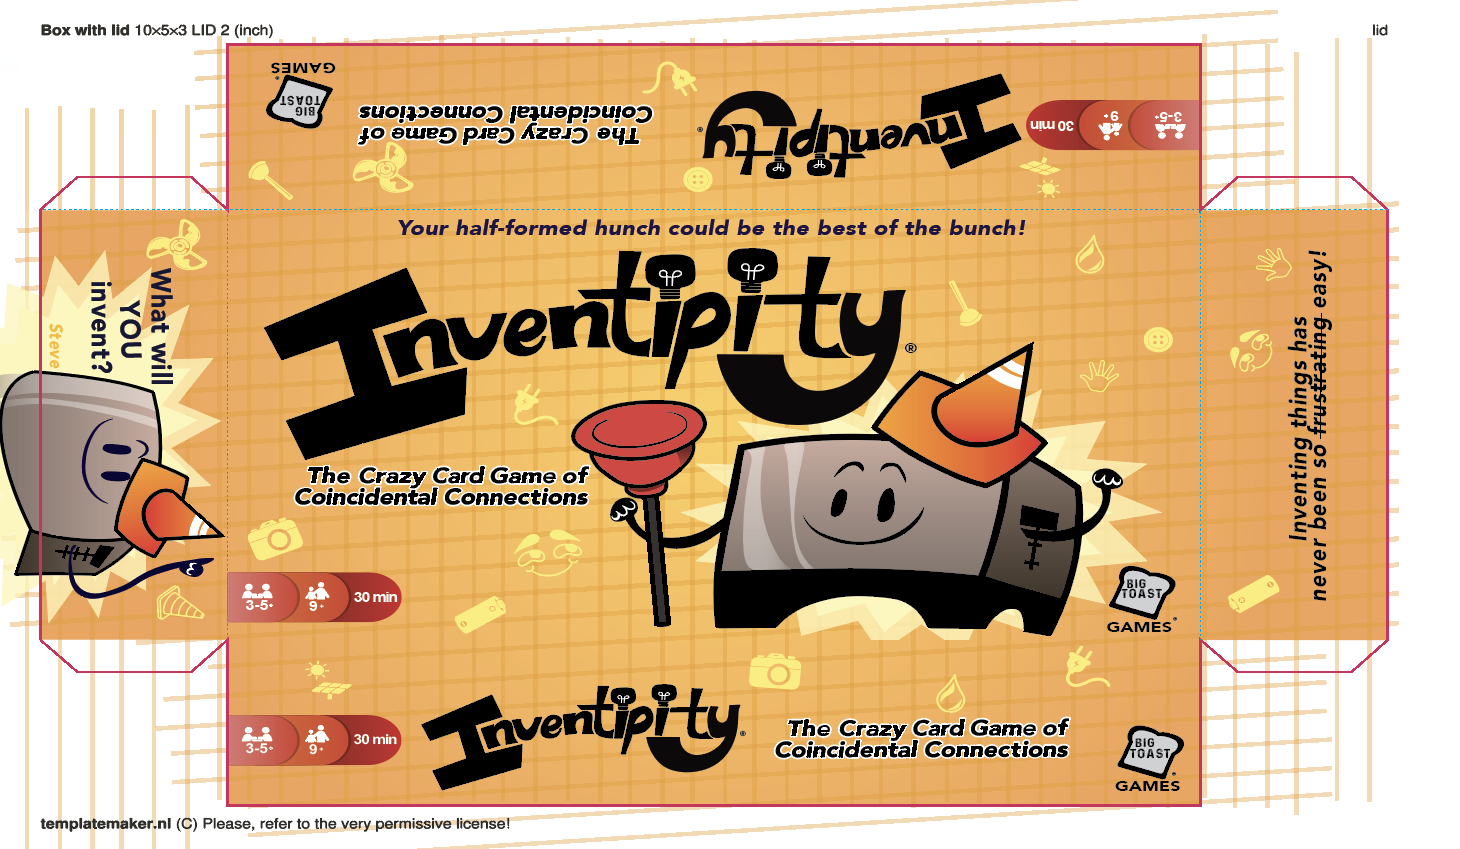 Box with lid 10×5×3 LID 2 (inch)
lid
BIG
TOAST
GAMES
The Crazy Card Game of
Coincidental Connections
Inventipity®
30 min
9+
3-5+
Your half-formed hunch could be the best of the bunch!
Inventipity®
The Crazy Card Game of
Coincidental Connections
3-5+
9+
30 min
BIG
TOAST
GAMES
What will
YOU
invent?
Steve
Inventing things has
never been so frustrating easy!
3-5+
9+
30 min
Inventipity®
The Crazy Card Game of
Coincidental Connections
BIG
TOAST
GAMES
templatemaker.nl (C) Please, refer to the very permissive license!